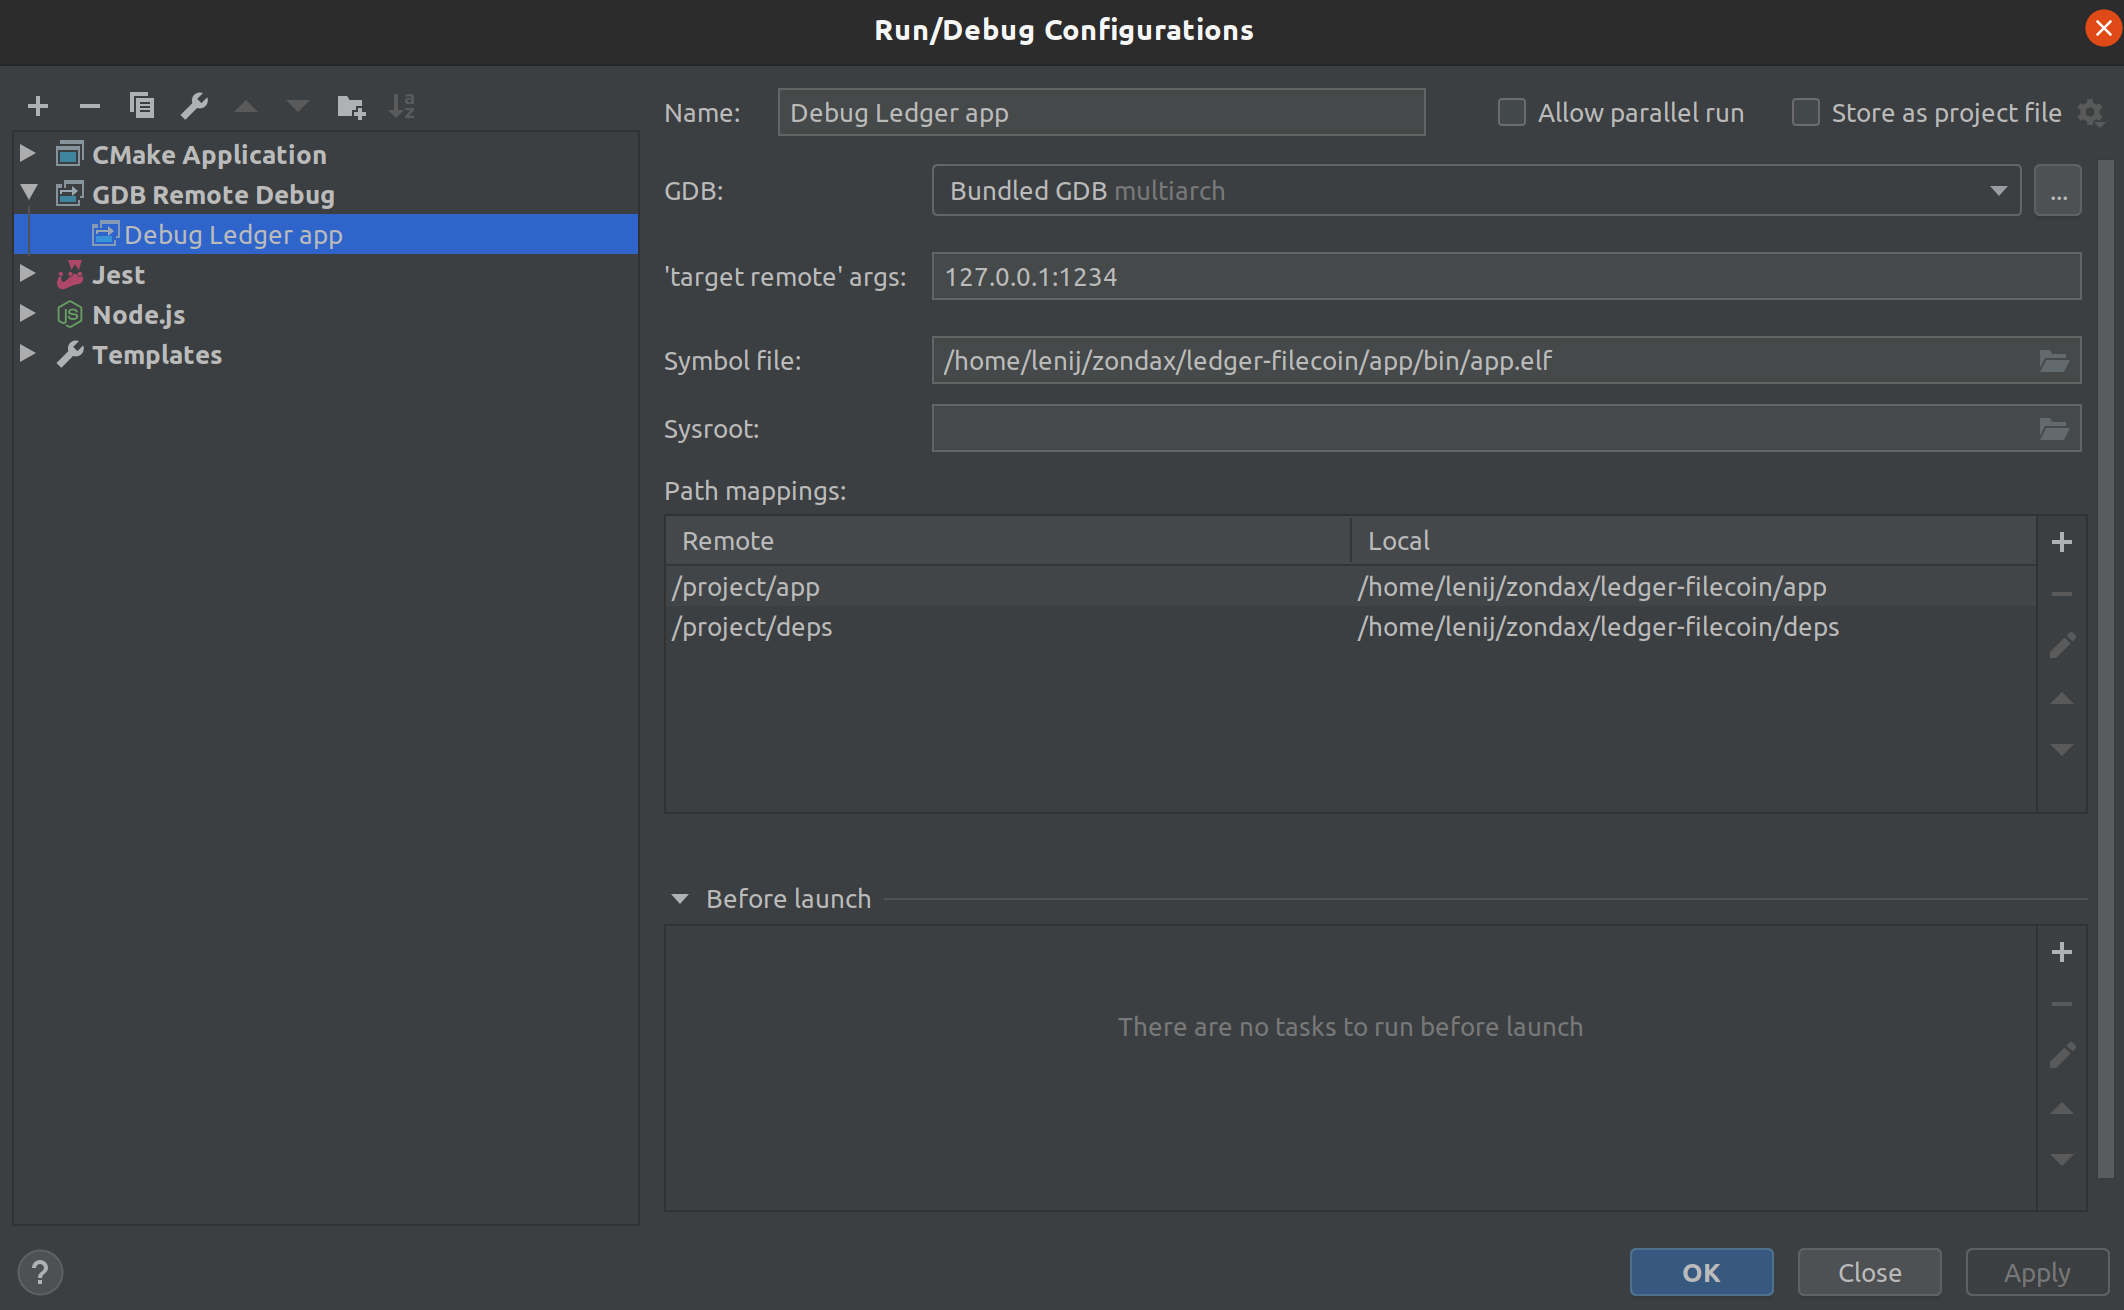 Run/Debug Configurations
Name: Debug Ledger app Allow parallel run Store as project file
CMake Application
GDB Remote Debug
Debug Ledger app
Jest
Node.js
Templates
GDB: Bundled GDB multiarch ...
'target remote' args: 127.0.0.1:1234
Symbol file: /home/lenij/zondax/ledger-filecoin/app/bin/app.elf
Sysroot:
Path mappings:
Remote Local
/project/app /home/lenij/zondax/ledger-filecoin/app
/project/deps /home/lenij/zondax/ledger-filecoin/deps
Before launch
There are no tasks to run before launch
? OK Close Apply